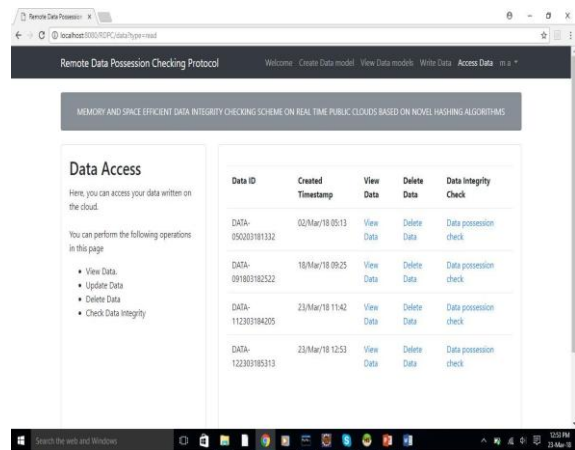 Remote Data Possession
localhost:8080/RDPC/data?type=read
Remote Data Possession Checking Protocol
Welcome Create Data model View Data models Write Data Access Data m a
MEMORY AND SPACE EFFICIENT DATA INTEGRITY CHECKING SCHEME ON REAL TIME PUBLIC CLOUDS BASED ON NOVEL HASHING ALGORITHMS
Data Access
Here, you can access your data written on
the cloud.
You can perform the following operations
in this page
View Data.
Update Data
Delete Data
Check Data Integrity
Data ID Created Timestamp View Data Delete Data Data Integrity Check
DATA-050203181332 02/Mar/18 05:13 View Data Delete Data Data possession check
DATA-091803182522 18/Mar/18 09:25 View Data Delete Data Data possession check
DATA-112303184205 23/Mar/18 11:42 View Data Delete Data Data possession check
DATA-122303185313 23/Mar/18 12:53 View Data Delete Data Data possession check
Search the web and Windows
12:53 PM
23-Mar-18